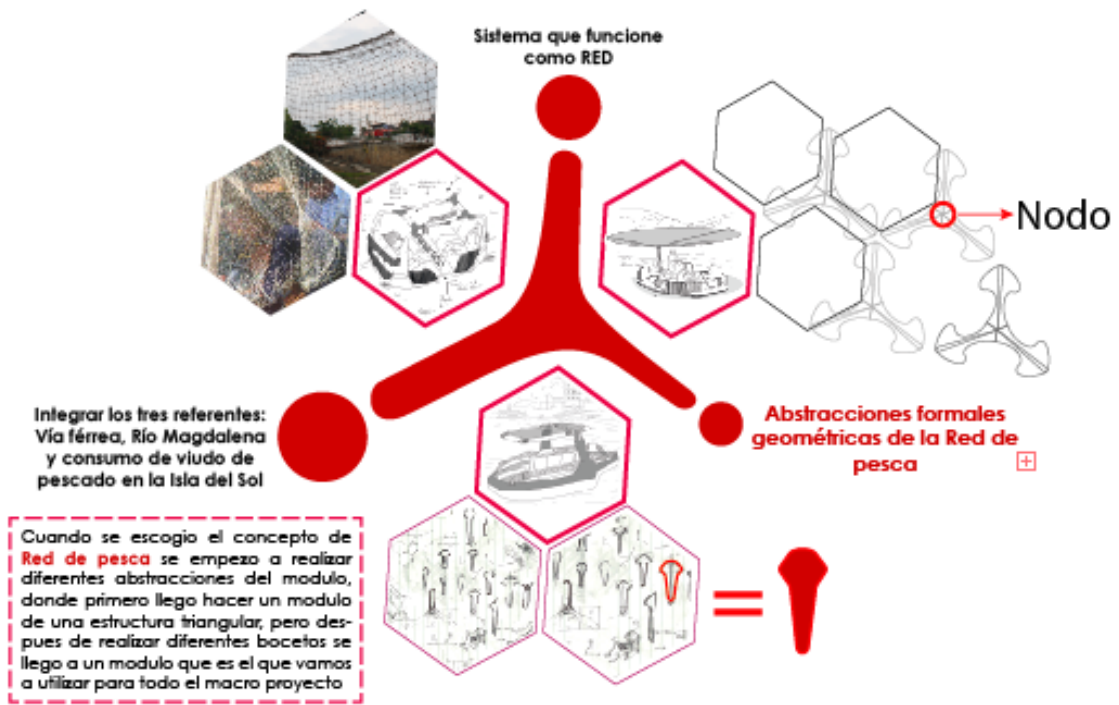 Sistema que funcione
como RED
Nodo
Integrar los tres referentes:
Vía férrea, Río Magdalena
y consumo de viudo de
pescado en la Isla del Sol
Abstracciones formales
geométricas de la Red de
pesca
Cuando se escogio el concepto de
Red de pesca se empezo a realizar
diferentes abstracciones del modulo,
donde primero llego hacer un modulo
de una estructura triangular, pero des-
pues de realizar diferentes bocetos se
llego a un modulo que es el que vamos
a utilizar para todo el macro proyecto
=